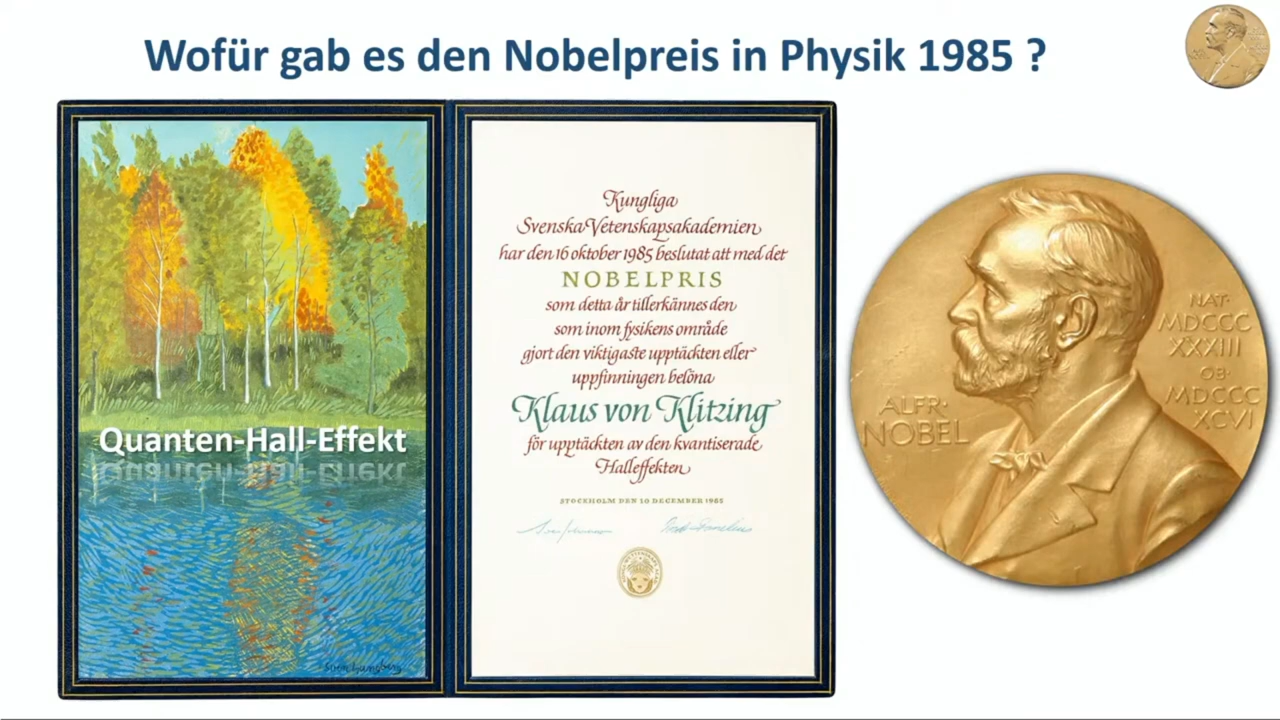 Wofür gab es den Nobelpreis in Physik 1985 ?
Quanten-Hall-Effekt
Kungliga
Svenska Vetenskapsakademien
har den 16 oktober 1985 beslutat att med det
NOBELPRIS
som detta år tillerkännes den
som inom fysikens område
gjort den viktigaste upptäckten eller
uppfinningen belöna
Klaus von Klitzing
för upptäckten av den kvantiserade
Halleffekten
STOCKHOLM DEN 10 DECEMBER 1985
ALFR·
NOBEL
NAT·
MDCCC
XXXIII
OB·
MDCCC
XCVI